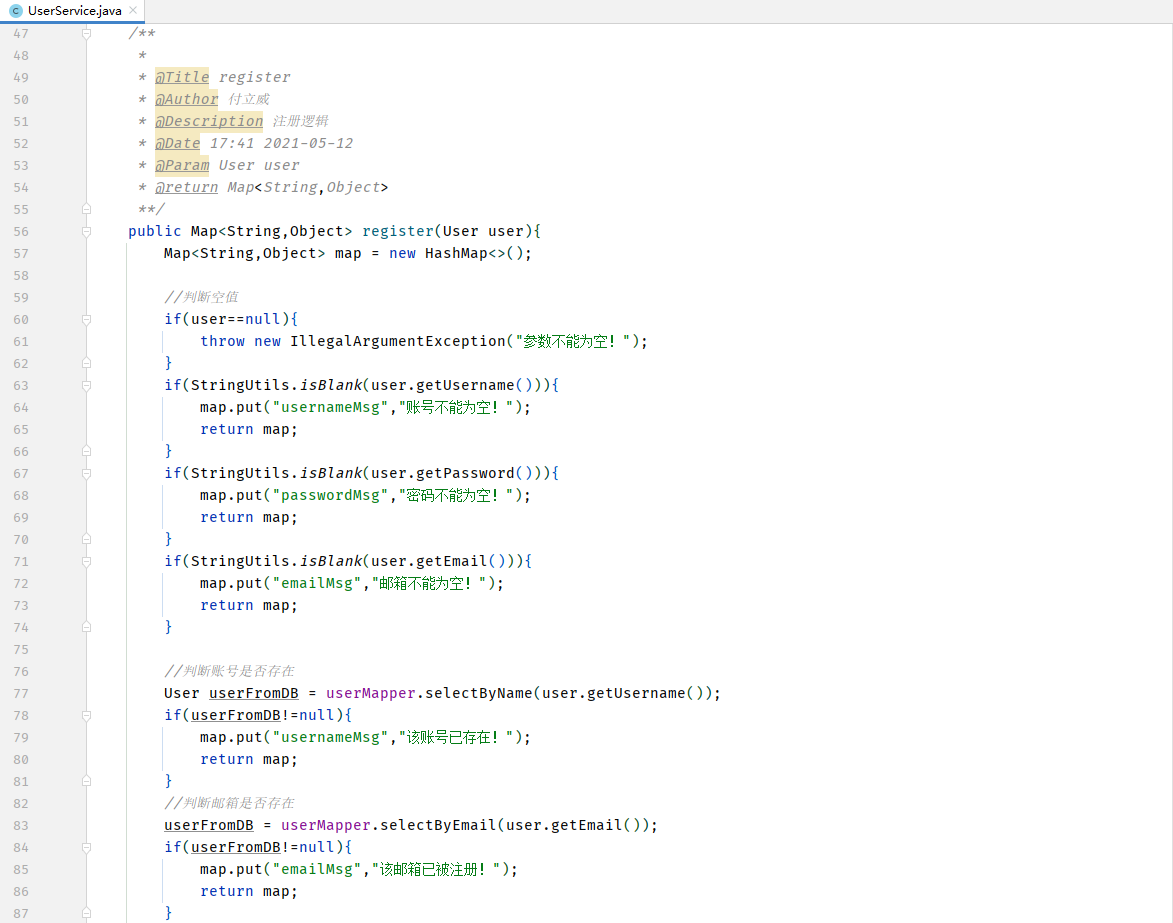 UserService.java
47 /**
48 *
49 * @Title register
50 * @Author 付立威
51 * @Description 注册逻辑
52 * @Date 17:41 2021-05-12
53 * @Param User user
54 * @return Map<String,Object>
55 **/
56 public Map<String,Object> register(User user){
57 Map<String,Object> map = new HashMap<>();
58
59 //判断空值
60 if(user==null){
61 throw new IllegalArgumentException("参数不能为空！");
62 }
63 if(StringUtils.isBlank(user.getUsername())){
64 map.put("usernameMsg","账号不能为空！");
65 return map;
66 }
67 if(StringUtils.isBlank(user.getPassword())){
68 map.put("passwordMsg","密码不能为空！");
69 return map;
70 }
71 if(StringUtils.isBlank(user.getEmail())){
72 map.put("emailMsg","邮箱不能为空！");
73 return map;
74 }
75
76 //判断账号是否存在
77 User userFromDB = userMapper.selectByName(user.getUsername());
78 if(userFromDB!=null){
79 map.put("usernameMsg","该账号已存在！");
80 return map;
81 }
82 //判断邮箱是否存在
83 userFromDB = userMapper.selectByEmail(user.getEmail());
84 if(userFromDB!=null){
85 map.put("emailMsg","该邮箱已被注册！");
86 return map;
87 }